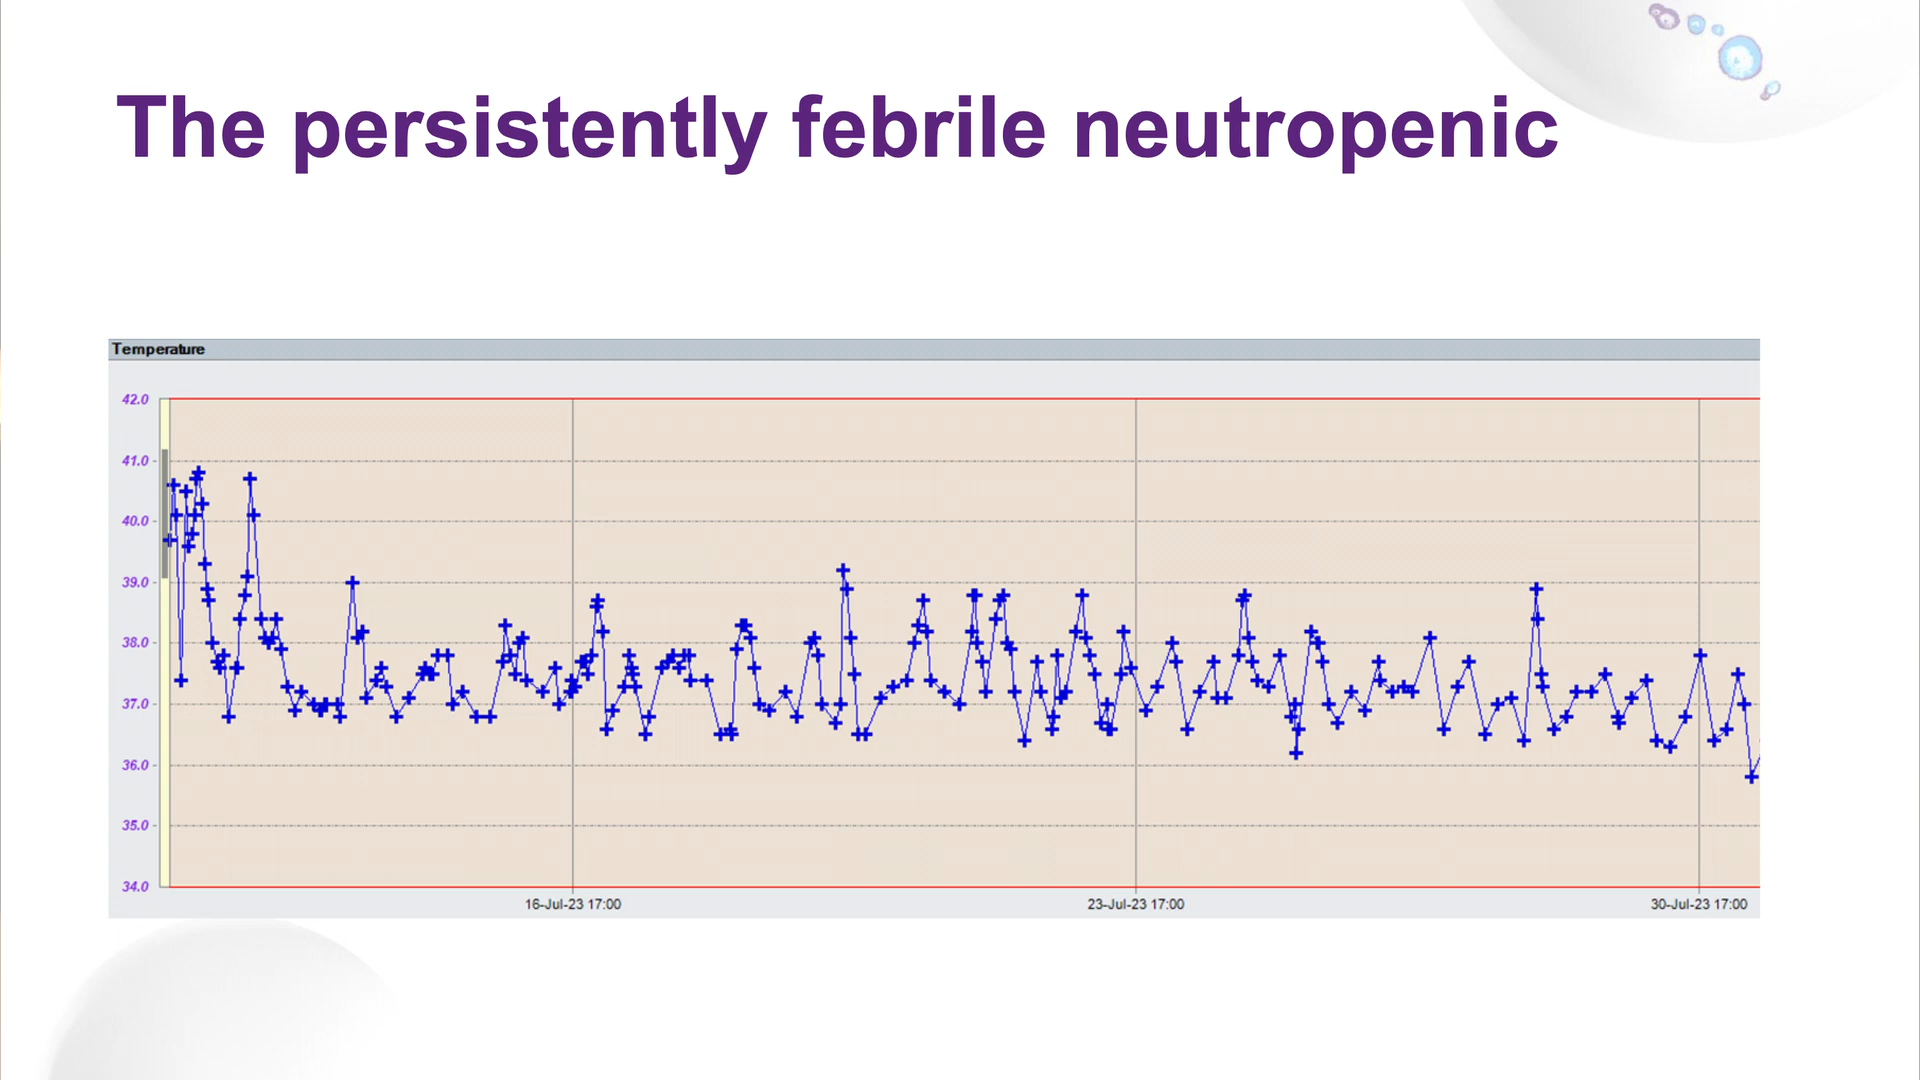 The persistently febrile neutropenic
Temperature
42.0
41.0
40.0
39.0
38.0
37.0
36.0
35.0
34.0
16-Jul-23 17:00
23-Jul-23 17:00
30-Jul-23 17:00